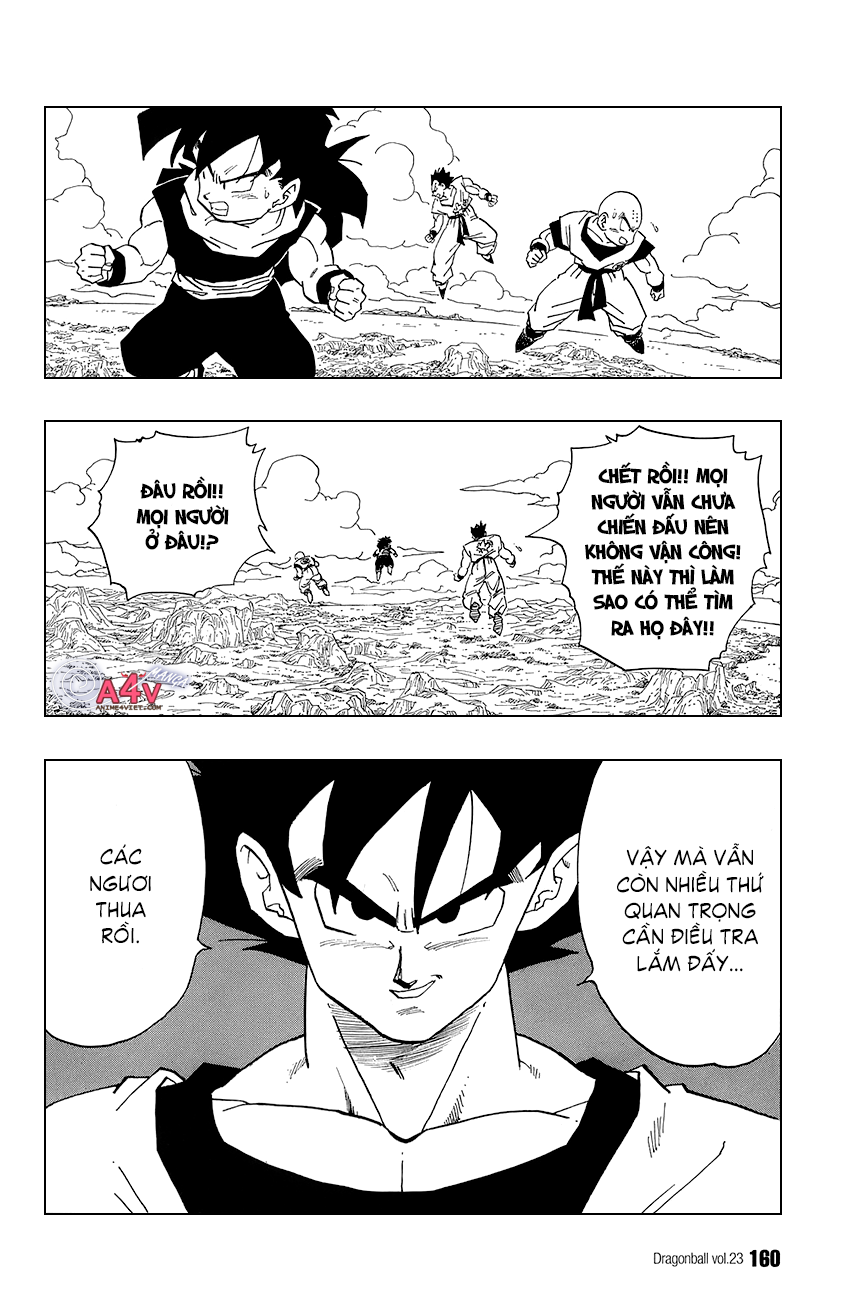 CHẾT RỒI!! MỌI
NGƯỜI VẪN CHƯA
CHIẾN ĐẤU NÊN
KHÔNG VẬN CÔNG!
THẾ NÀY THÌ LÀM
SAO CÓ THỂ TÌM
RA HỌ ĐÂY!!
ĐÂU RỒI!!
MỌI NGƯỜI
Ở ĐÂU!?
A4V
ANIME4VIET.COM
VẬY MÀ VẪN
CÒN NHIỀU THỨ
QUAN TRỌNG
CẦN ĐIỀU TRA
LẮM ĐẤY...
CÁC
NGƯƠI
THUA
RỒI.
Dragonball vol.23 160